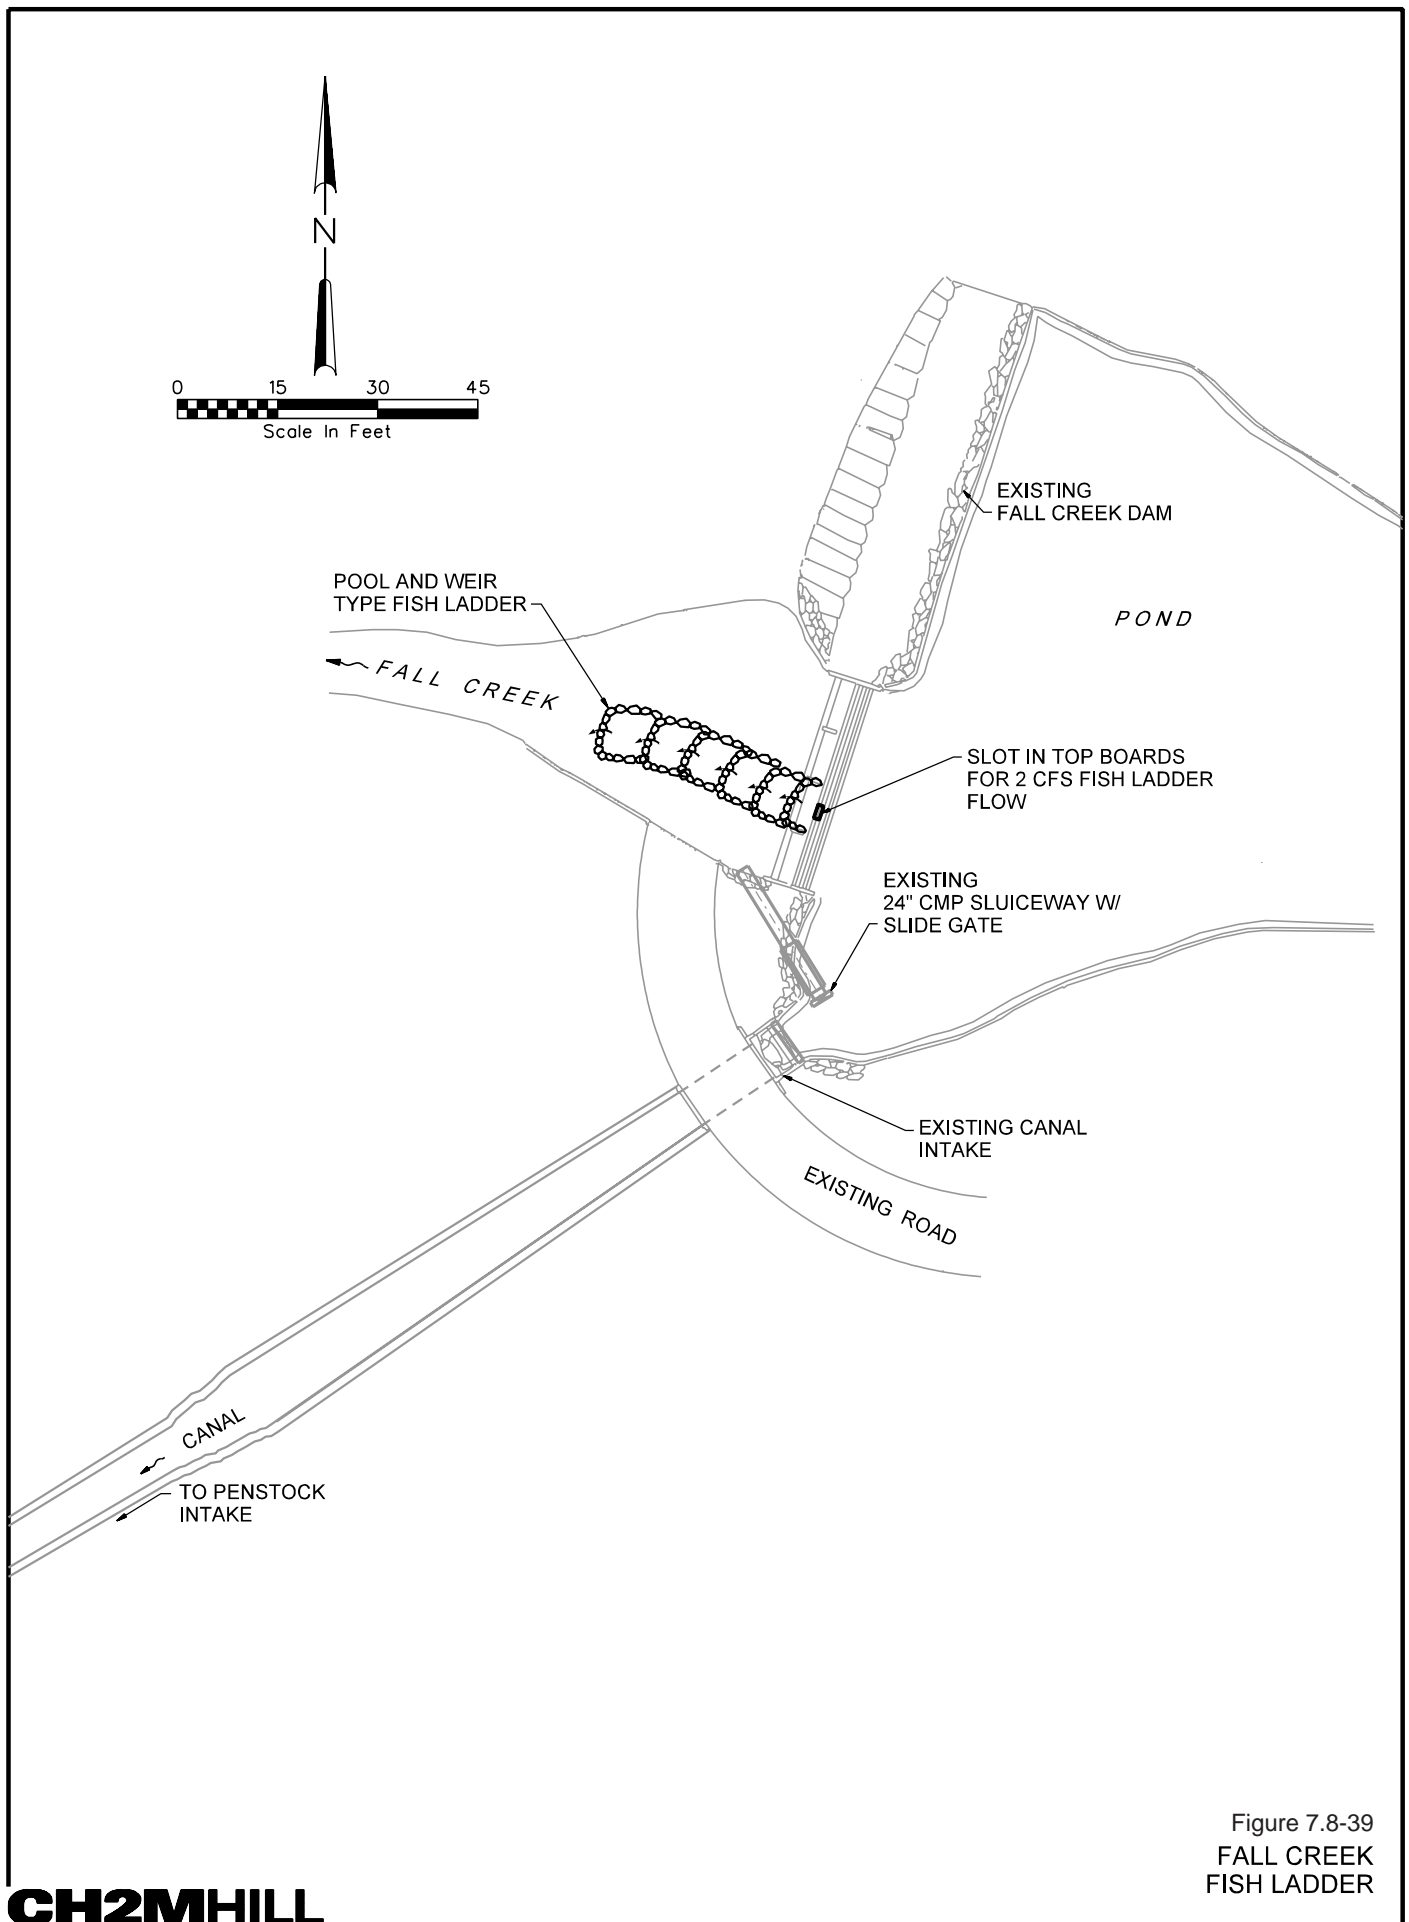 N
0 15 30 45
Scale In Feet
EXISTING
FALL CREEK DAM
POOL AND WEIR
TYPE FISH LADDER
POND
FALL CREEK
SLOT IN TOP BOARDS
FOR 2 CFS FISH LADDER
FLOW
EXISTING
24" CMP SLUICEWAY W/
SLIDE GATE
EXISTING CANAL
INTAKE
EXISTING ROAD
CANAL
TO PENSTOCK
INTAKE
Figure 7.8-39
FALL CREEK
FISH LADDER
CH2MHILL